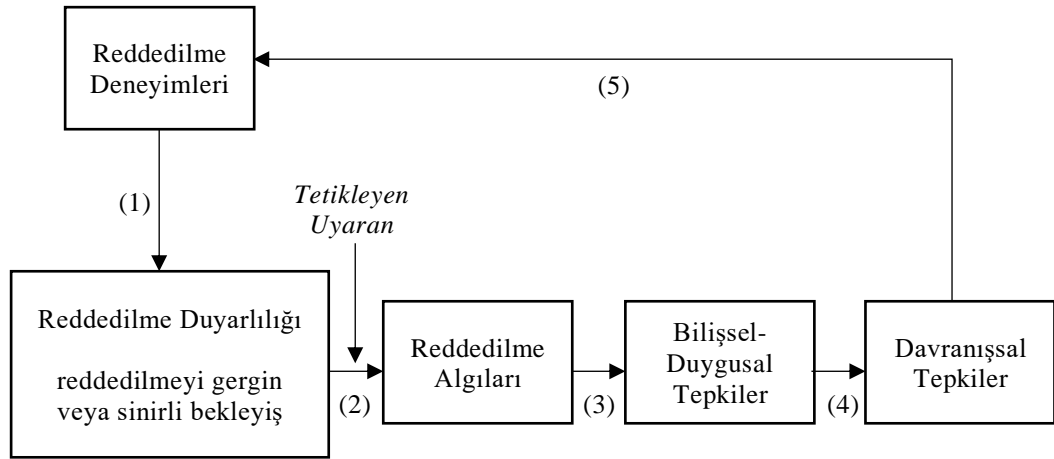 Reddedilme
Deneyimleri
(5)
(1)
Tetikleyen
Uyaran
Reddedilme Duyarlılığı
reddedilmeyi gergin
veya sinirli bekleyiş
(2)
Reddedilme
Algıları
(3)
Bilişsel-
Duygusal
Tepkiler
(4)
Davranışsal
Tepkiler